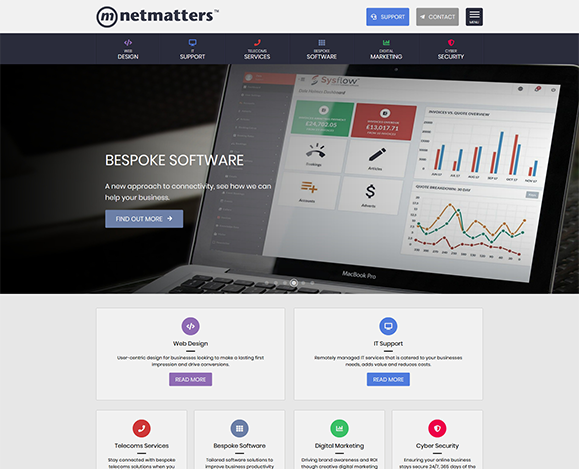 netmatters™
SUPPORT
CONTACT
MENU
WEB
DESIGN
IT
SUPPORT
TELECOMS
SERVICES
BESPOKE
SOFTWARE
DIGITAL
MARKETING
CYBER
SECURITY
Sysflow
£24,702.05
£13,017.71
INVOICES VS QUOTE OVERVIEW
Trainings
Articles
Accounts
Adverts
QUOTE BREAKDOWN: 30 DAY
MacBook Pro
BESPOKE SOFTWARE
A new approach to connectivity, see how we can
help your business.
FIND OUT MORE
Web Design
User-centric design for businesses looking to make a lasting first
impression and drive conversions.
READ MORE
IT Support
Remotely managed IT services that is catered to your businesses
needs, adds value and reduces costs.
READ MORE
Telecoms Services
Stay connected with bespoke
telecoms solutions when you
Bespoke Software
Tailored software solutions to
improve business productivity
Digital Marketing
Driving brand awareness and ROI
though creative digital marketing
Cyber Security
Ensuring your online business
stays secure 24/7, 365 days of the